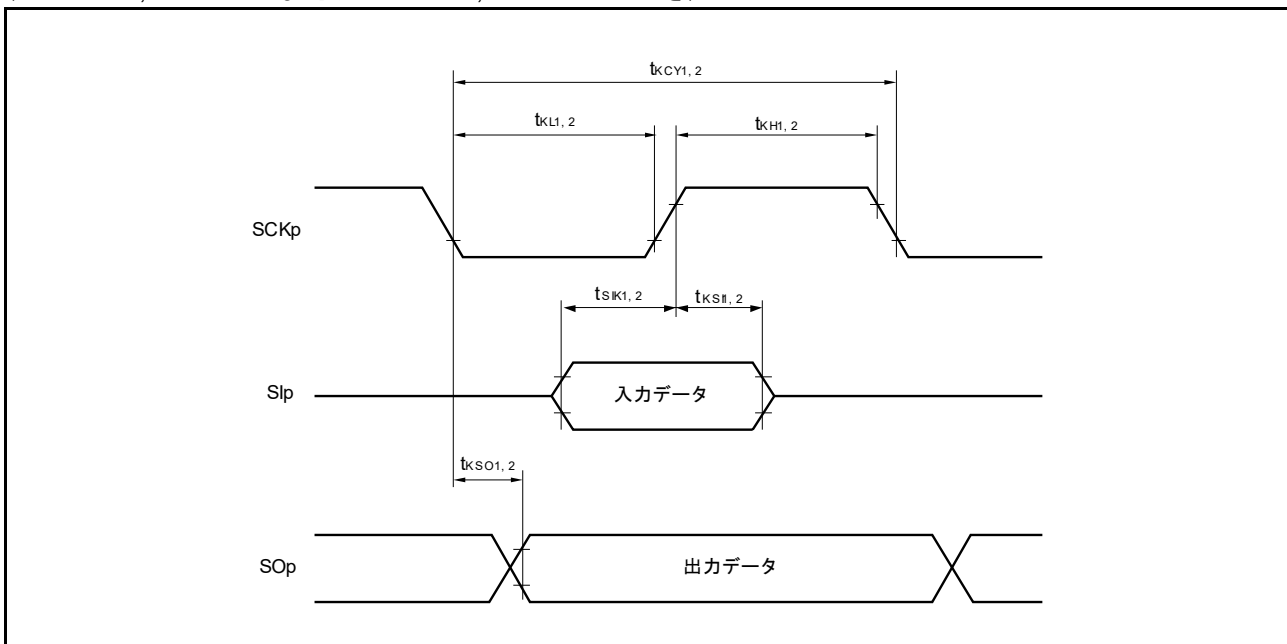 tKCY1, 2
tKL1, 2
tKH1, 2
SCKp
tSIK1, 2
tKSI1, 2
SIp
入力データ
tKSO1, 2
SOp
出力データ